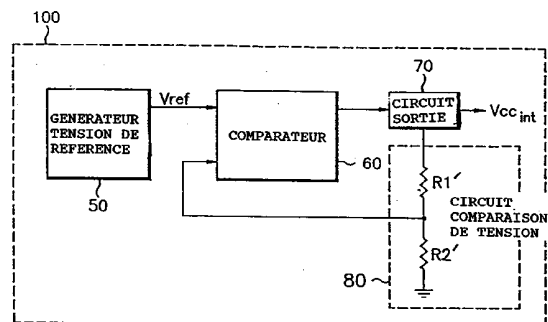 100
70
GENERATEUR
TENSION DE
REFERENCE
Vref
COMPARATEUR
CIRCUIT
SORTIE
Vcc int
50
60
R1'
CIRCUIT
COMPARAISON
DE TENSION
R2'
80